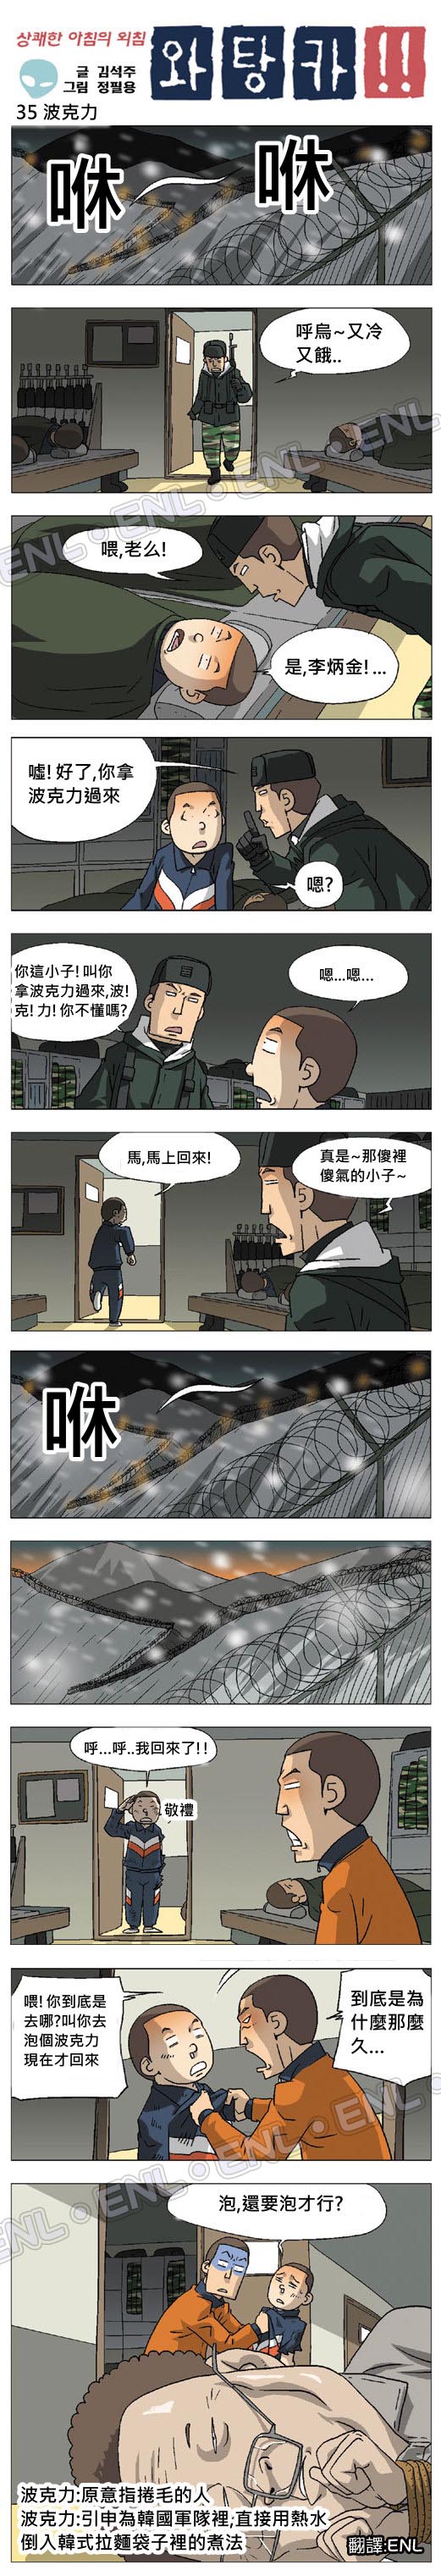 상쾌한 아침의 외침
와탕카!!
글 김석주
그림 정필용
35 波克力
咻
咻
呼烏~又冷
又餓..
喂,老么!
是,李炳金!...
噓!好了,你拿
波克力過來
嗯?
你這小子!叫你
拿波克力過來,波!
克!力!你不懂嗎?
嗯...嗯...
馬,馬上回來!
真是~那傻裡
傻氣的小子~
咻
呼...呼..我回來了!!
敬禮
喂!你到底是
去哪?叫你去
泡個波克力
現在才回來
到底是為
什麼那麼
久...
泡,還要泡才行?
波克力:原意指捲毛的人
波克力:引申為韓國軍隊裡,直接用熱水
倒入韓式拉麵袋子裡的煮法
翻譯:ENL
ENL
ENL
ENL
ENL
ENL
ENL
ENL
ENL